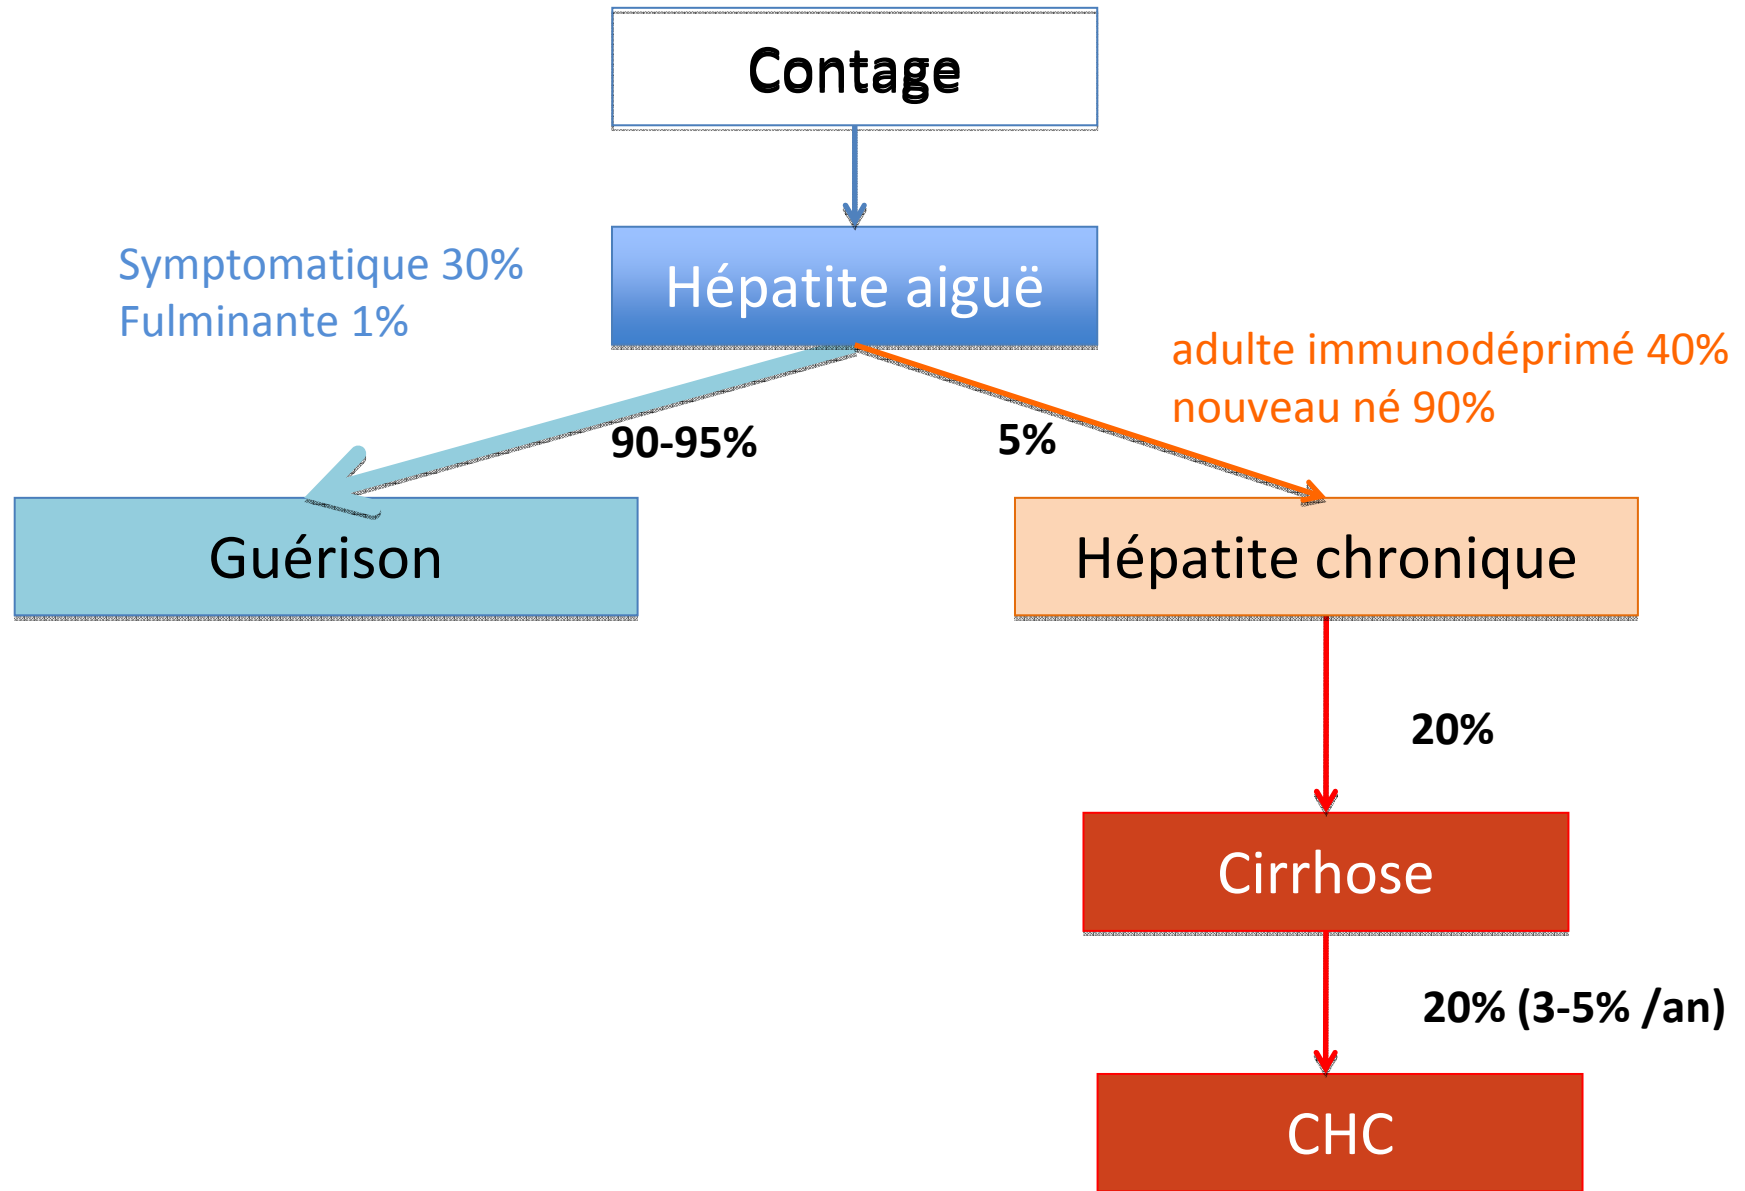 Contage
Hépatite aiguë
Symptomatique 30%
Fulminante 1%
adulte immunodéprimé 40%
nouveau né 90%
90-95%
5%
Guérison
Hépatite chronique
20%
Cirrhose
20% (3-5% /an)
CHC